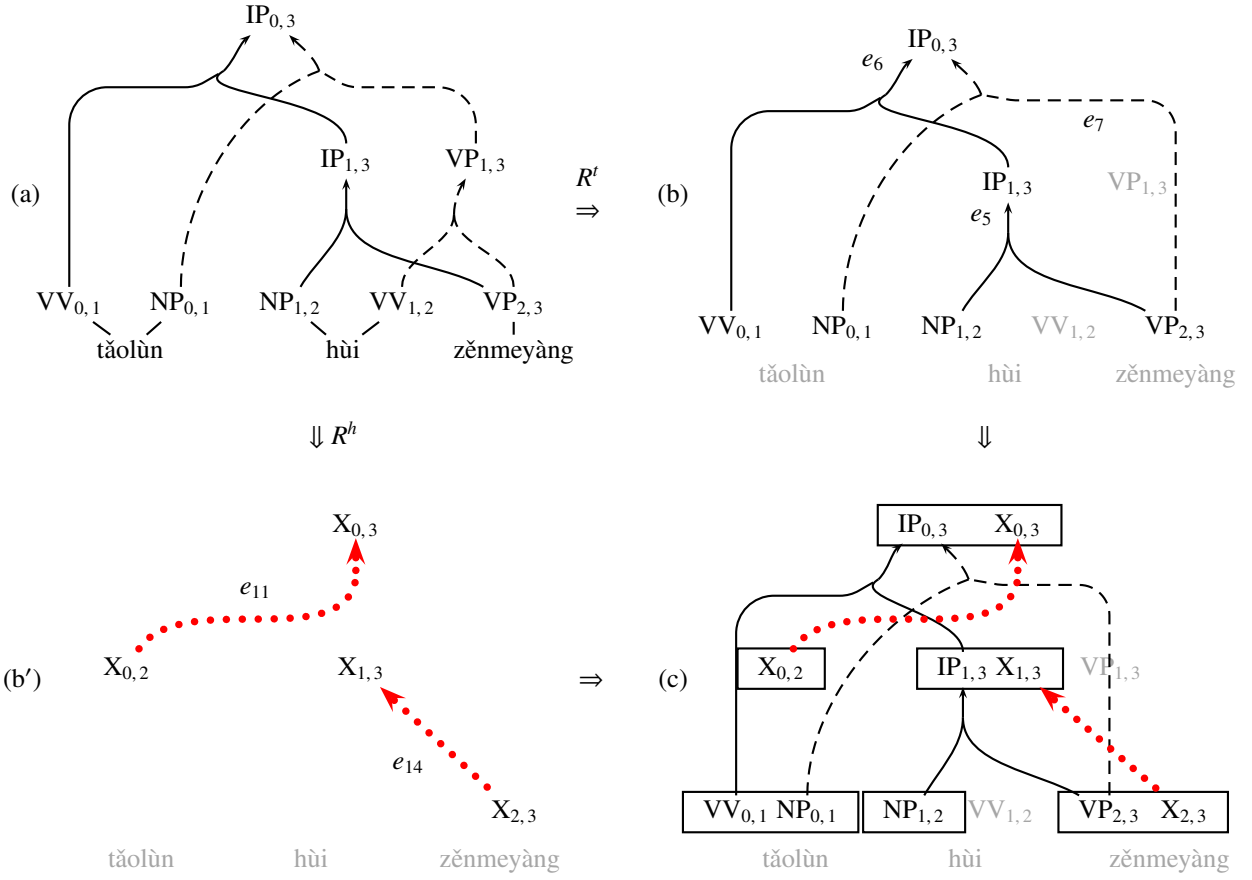 IP0, 3
IP1, 3 VP1, 3
(a)
VV0, 1 NP0, 1 NP1, 2 VV1, 2 VP2, 3
tǎolùn hùi zěnmeyàng
R^t
⇒
IP0, 3
e6
e7
IP1, 3 VP1, 3
(b)
e5
VV0, 1 NP0, 1 NP1, 2 VV1, 2 VP2, 3
tǎolùn hùi zěnmeyàng
⇓ R^h
⇓
X0, 3
e11
(b′) X0, 2 X1, 3
e14
X2, 3
tǎolùn hùi zěnmeyàng
⇒
IP0, 3 X0, 3
(c) X0, 2 IP1, 3 X1, 3 VP1, 3
VV0, 1 NP0, 1 NP1, 2 VV1, 2 VP2, 3 X2, 3
tǎolùn hùi zěnmeyàng